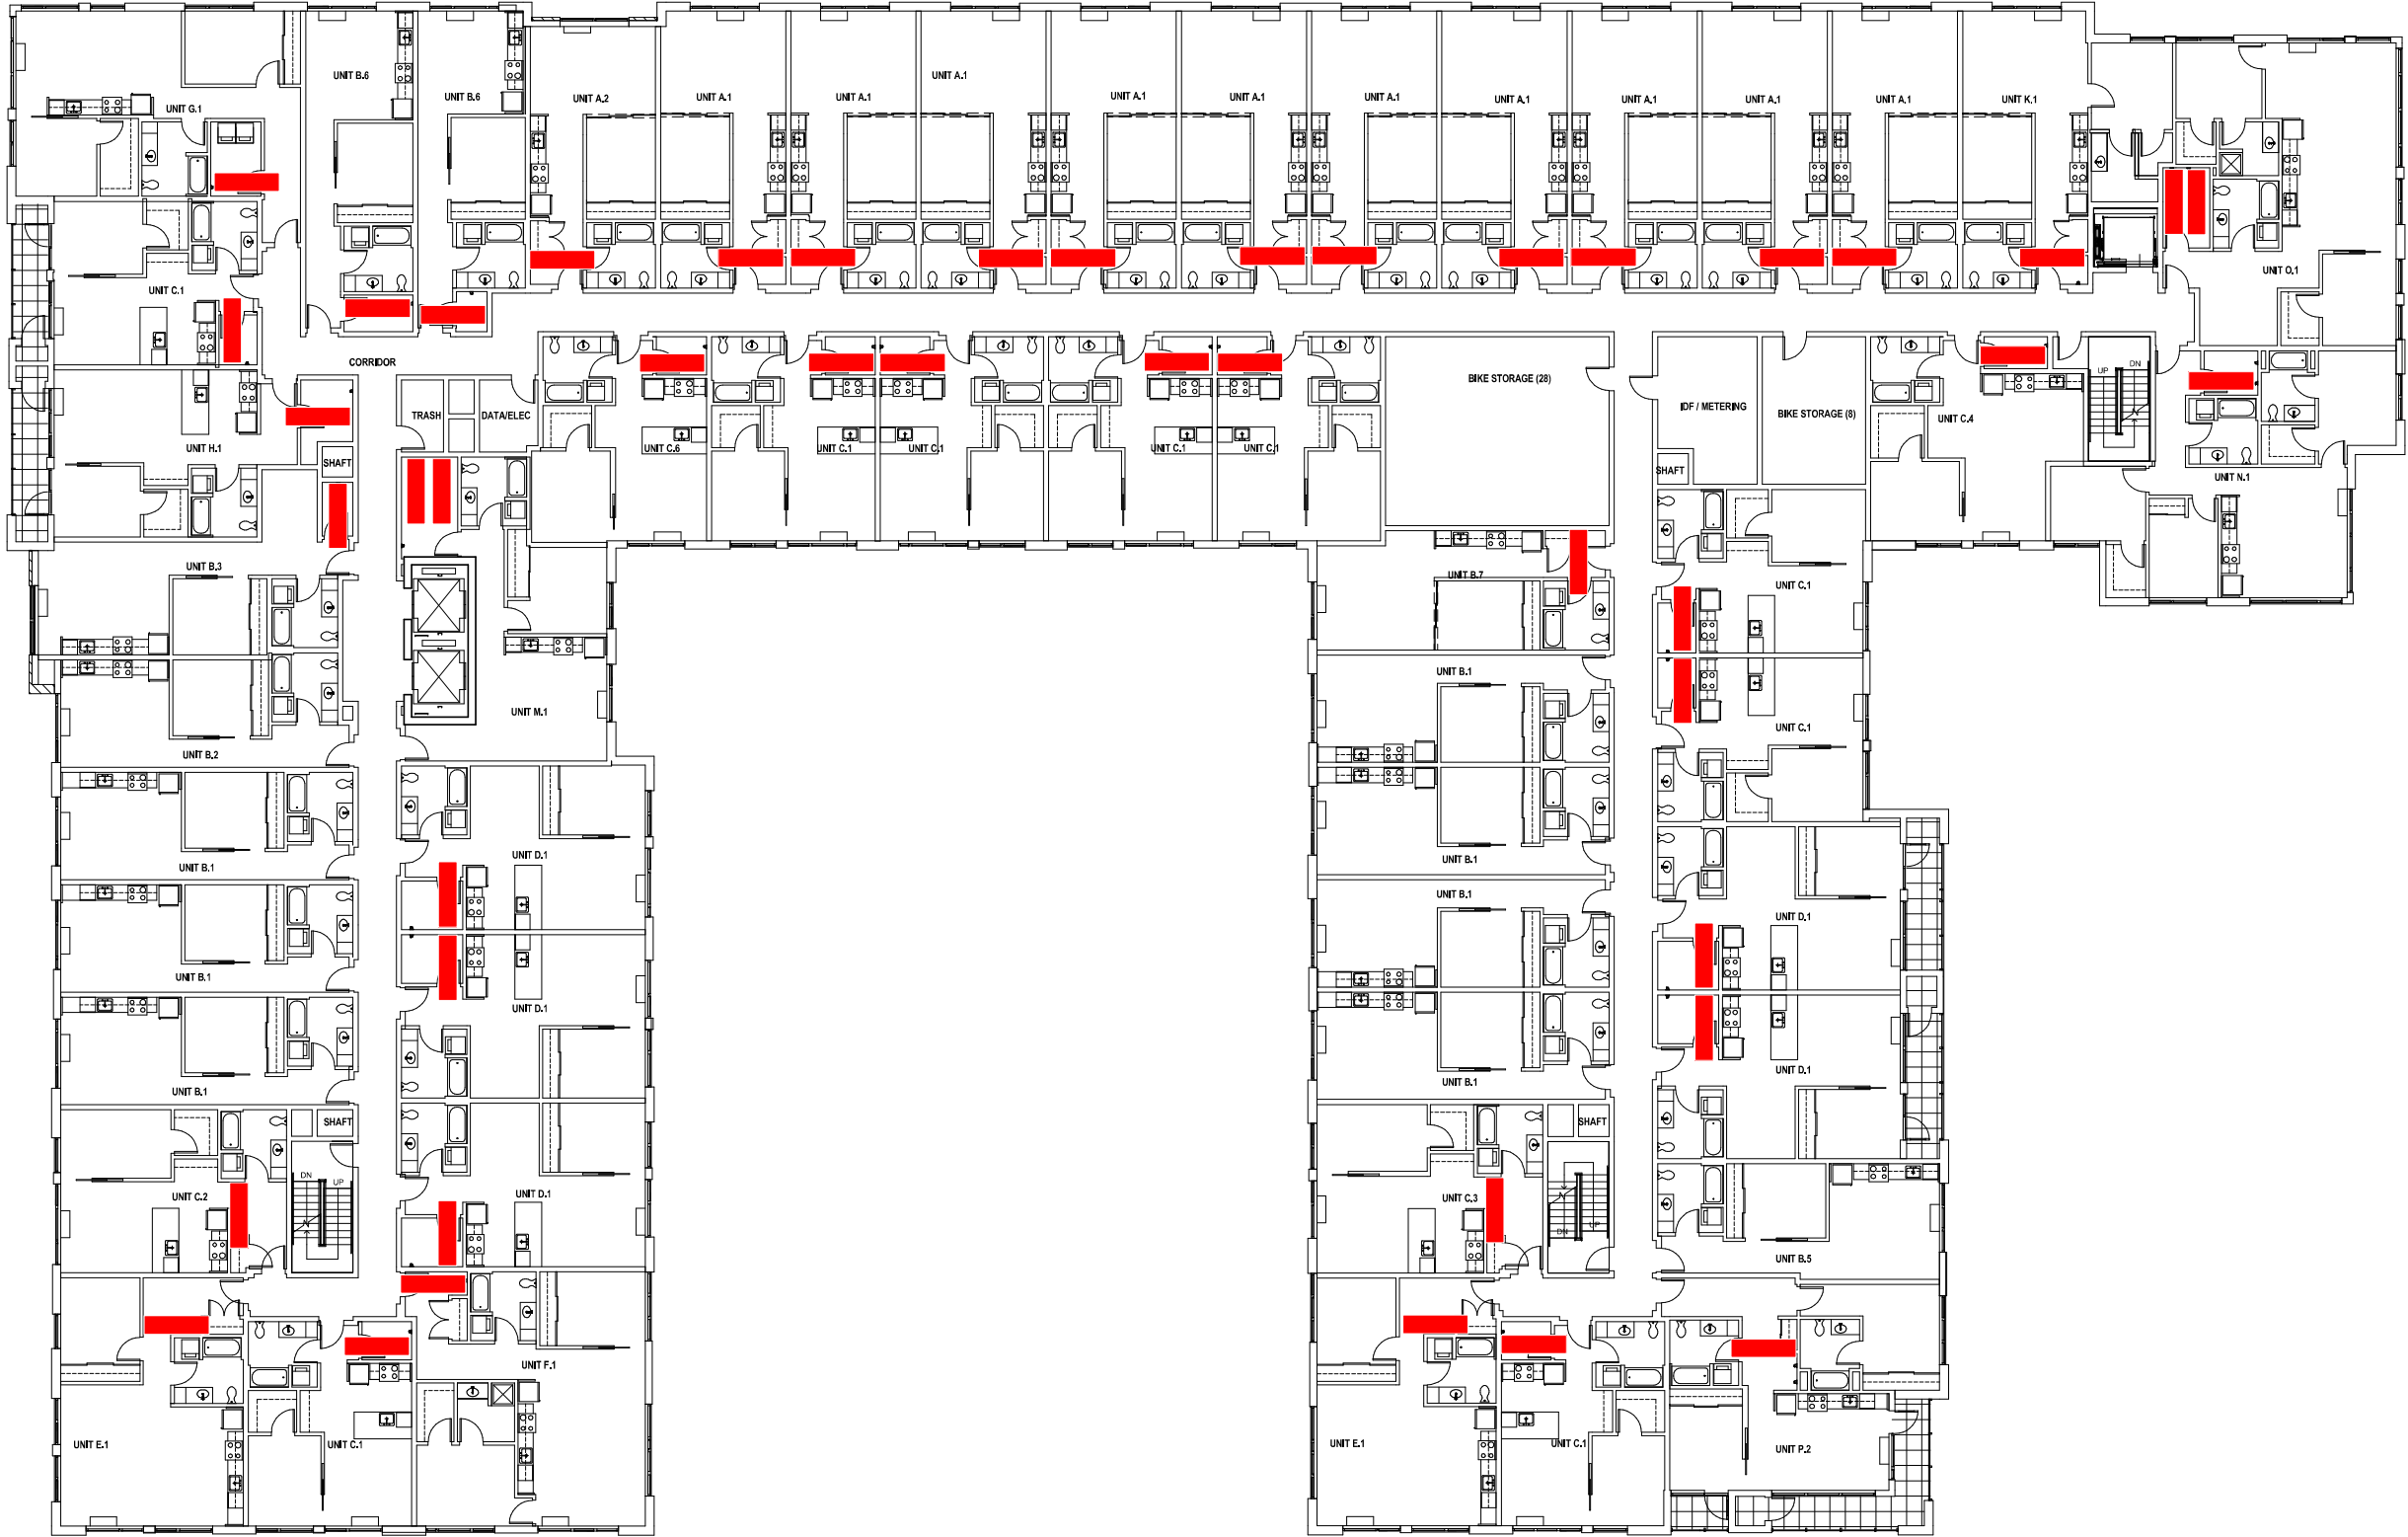 UNIT B.6
UNIT A.1
UNIT G.1
UNIT B.6
UNIT A.2
UNIT A.1
UNIT A.1
UNIT A.1
UNIT A.1
UNIT A.1
UNIT A.1
UNIT A.1
UNIT A.1
UNIT A.1
UNIT K.1
UNIT O.1
UNIT C.1
CORRIDOR
UP
DN
BIKE STORAGE (28)
IDF / METERING
BIKE STORAGE (8)
TRASH
DATA/ELEC
UNIT C.4
UNIT H.1
UNIT C.6
UNIT C.1
UNIT C.1
UNIT C.1
UNIT C.1
SHAFT
SHAFT
UNIT N.1
UNIT B.3
UNIT B.7
UNIT C.1
UNIT B.1
UNIT M.1
UNIT C.1
UNIT B.2
UNIT D.1
UNIT B.1
UNIT B.1
UNIT B.1
UNIT D.1
UNIT B.1
UNIT D.1
UNIT B.1
UNIT B.1
UNIT D.1
SHAFT
SHAFT
DN
UP
UNIT C.2
UNIT D.1
UNIT C.3
DN
UP
UNIT B.5
UNIT F.1
UNIT E.1
UNIT C.1
UNIT E.1
UNIT C.1
UNIT P.2